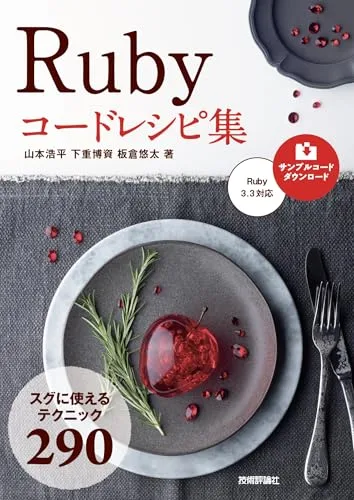 Ruby
コードレシピ集
山本浩平 下重博資 板倉悠太 著
Ruby
3.3対応
サンプルコード
ダウンロード
スグに使える
テクニック
290
技術評論社